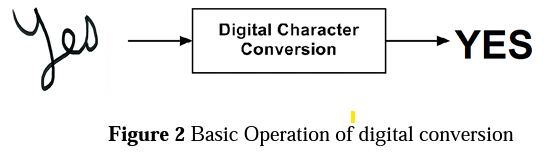 Yes
Digital Character
Conversion
YES
Figure 2 Basic Operation of digital conversion